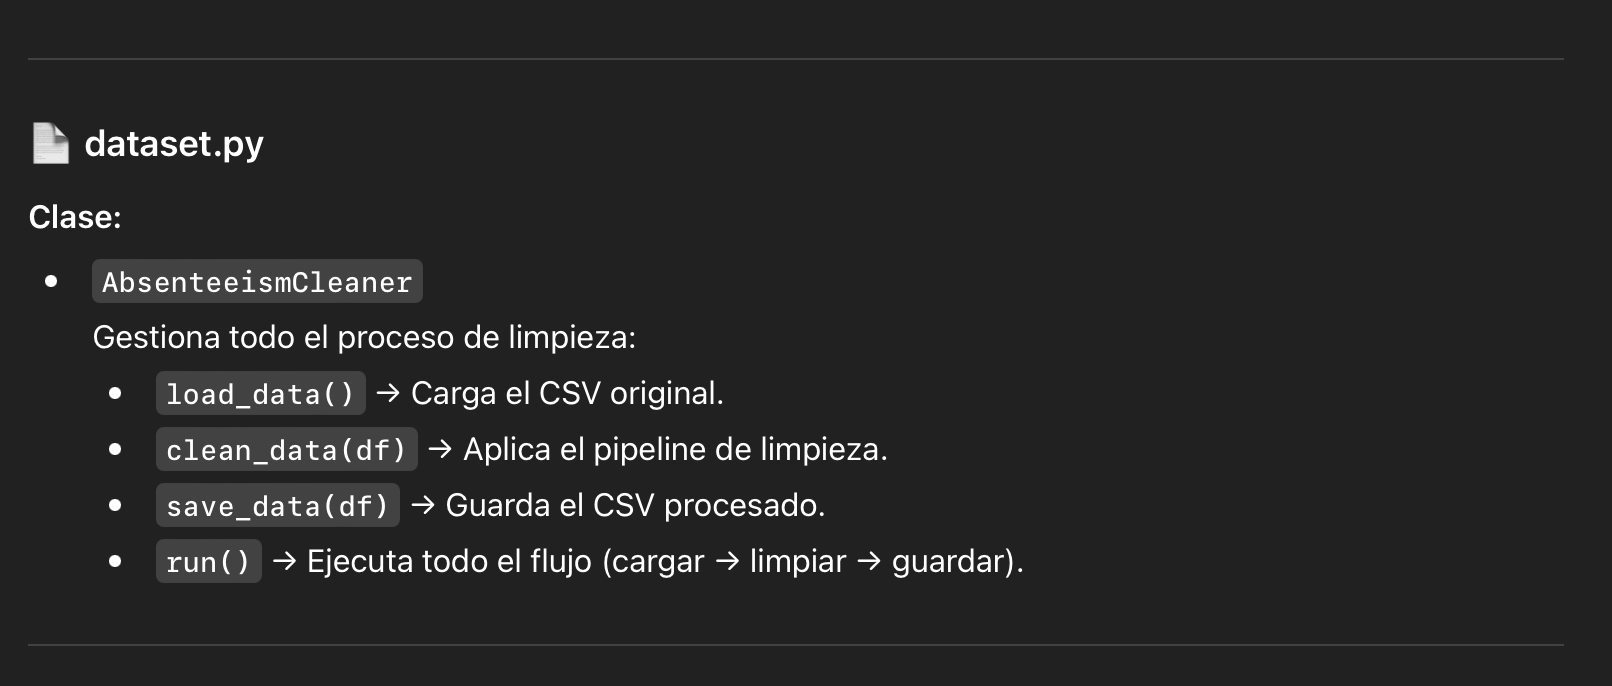 dataset.py
Clase:
• AbsenteeismCleaner
Gestiona todo el proceso de limpieza:
• load_data() → Carga el CSV original.
• clean_data(df) → Aplica el pipeline de limpieza.
• save_data(df) → Guarda el CSV procesado.
• run() → Ejecuta todo el flujo (cargar → limpiar → guardar).